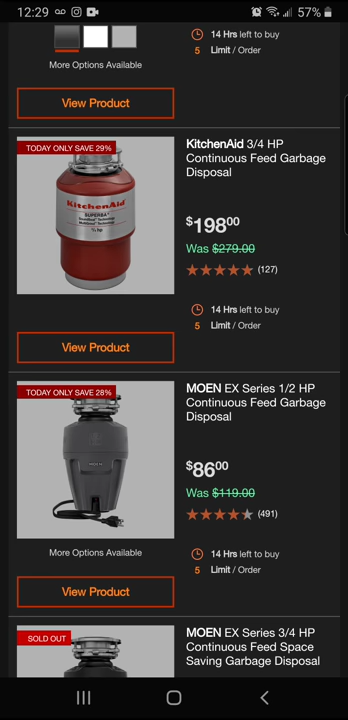 12:29 57%
14 Hrs left to buy
5 Limit / Order
More Options Available
View Product
TODAY ONLY SAVE 29%
KitchenAid
SUPERBA
KitchenAid 3/4 HP
Continuous Feed Garbage
Disposal
$19800
Was $279.00
(127)
14 Hrs left to buy
5 Limit / Order
View Product
TODAY ONLY SAVE 28%
MOEN EX Series 1/2 HP
Continuous Feed Garbage
Disposal
$8600
Was $119.00
(491)
More Options Available
14 Hrs left to buy
5 Limit / Order
View Product
SOLD OUT
MOEN EX Series 3/4 HP
Continuous Feed Space
Saving Garbage Disposal